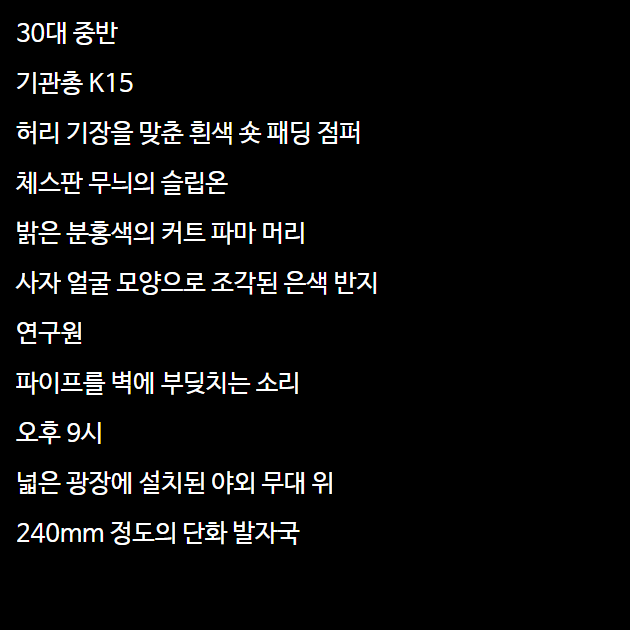 30대 중반
기관총 K15
허리 기장을 맞춘 흰색 숏 패딩 점퍼
체스판 무늬의 슬립온
밝은 분홍색의 커트 파마 머리
사자 얼굴 모양으로 조각된 은색 반지
연구원
파이프를 벽에 부딪치는 소리
오후 9시
넓은 광장에 설치된 야외 무대 위
240mm 정도의 단화 발자국